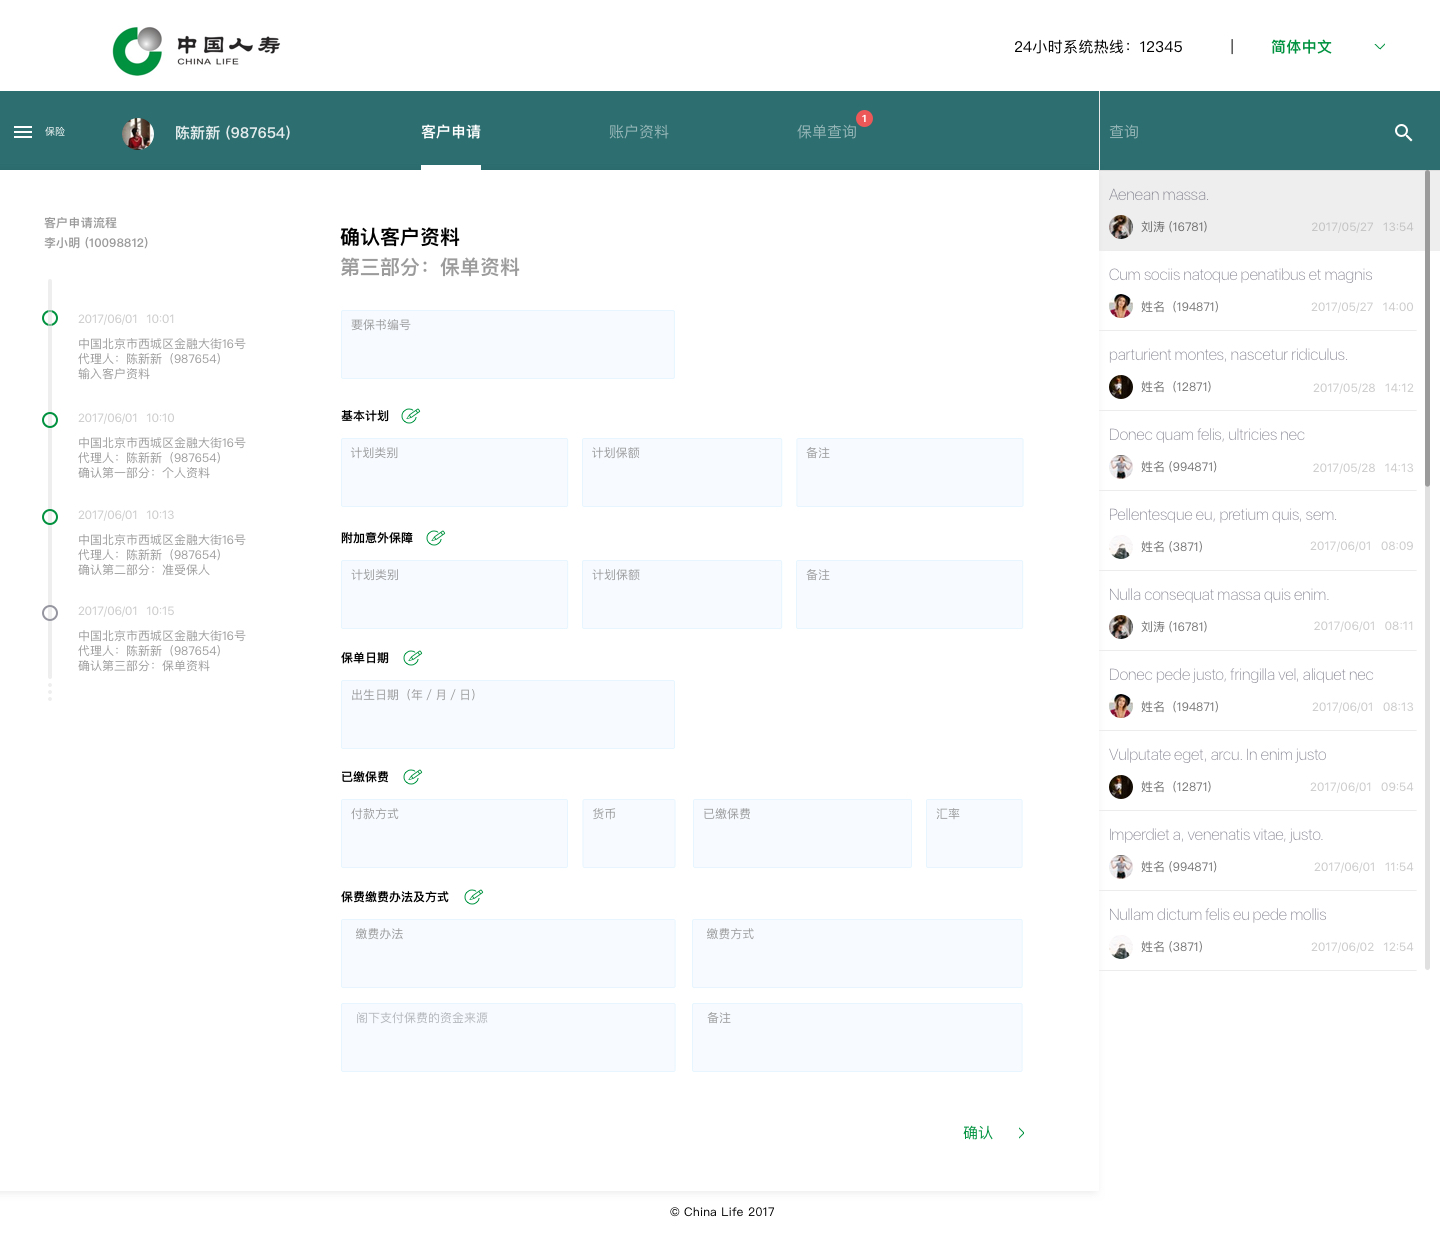 中国人寿
CHINA LIFE
24小时系统热线：12345 | 简体中文
保险
陈新新 (987654)
客户申请
账户资料
保单查询
1
查询
客户申请流程
李小明 (10098812)
2017/06/01 10:01
中国北京市西城区金融大街16号
代理人：陈新新（987654）
输入客户资料
2017/06/01 10:10
中国北京市西城区金融大街16号
代理人：陈新新（987654）
确认第一部分：个人资料
2017/06/01 10:13
中国北京市西城区金融大街16号
代理人：陈新新（987654）
确认第二部分：准受保人
2017/06/01 10:15
中国北京市西城区金融大街16号
代理人：陈新新（987654）
确认第三部分：保单资料
确认客户资料
第三部分：保单资料
要保书编号
基本计划
计划类别
计划保额
备注
附加意外保障
计划类别
计划保额
备注
保单日期
出生日期（年 / 月 / 日）
已缴保费
付款方式
货币
已缴保费
汇率
保费缴费办法及方式
缴费办法
缴费方式
阁下支付保费的资金来源
备注
确认
Aenean massa.
刘涛 (16781) 2017/05/27 13:54
Cum sociis natoque penatibus et magnis
姓名（194871) 2017/05/27 14:00
parturient montes, nascetur ridiculus.
姓名（12871) 2017/05/28 14:12
Donec quam felis, ultricies nec
姓名 (994871) 2017/05/28 14:13
Pellentesque eu, pretium quis, sem.
姓名 (3871) 2017/06/01 08:09
Nulla consequat massa quis enim.
刘涛 (16781) 2017/06/01 08:11
Donec pede justo, fringilla vel, aliquet nec
姓名（194871) 2017/06/01 08:13
Vulputate eget, arcu. In enim justo
姓名（12871) 2017/06/01 09:54
Imperdiet a, venenatis vitae, justo.
姓名 (994871) 2017/06/01 11:54
Nullam dictum felis eu pede mollis
姓名 (3871) 2017/06/02 12:54
© China Life 2017